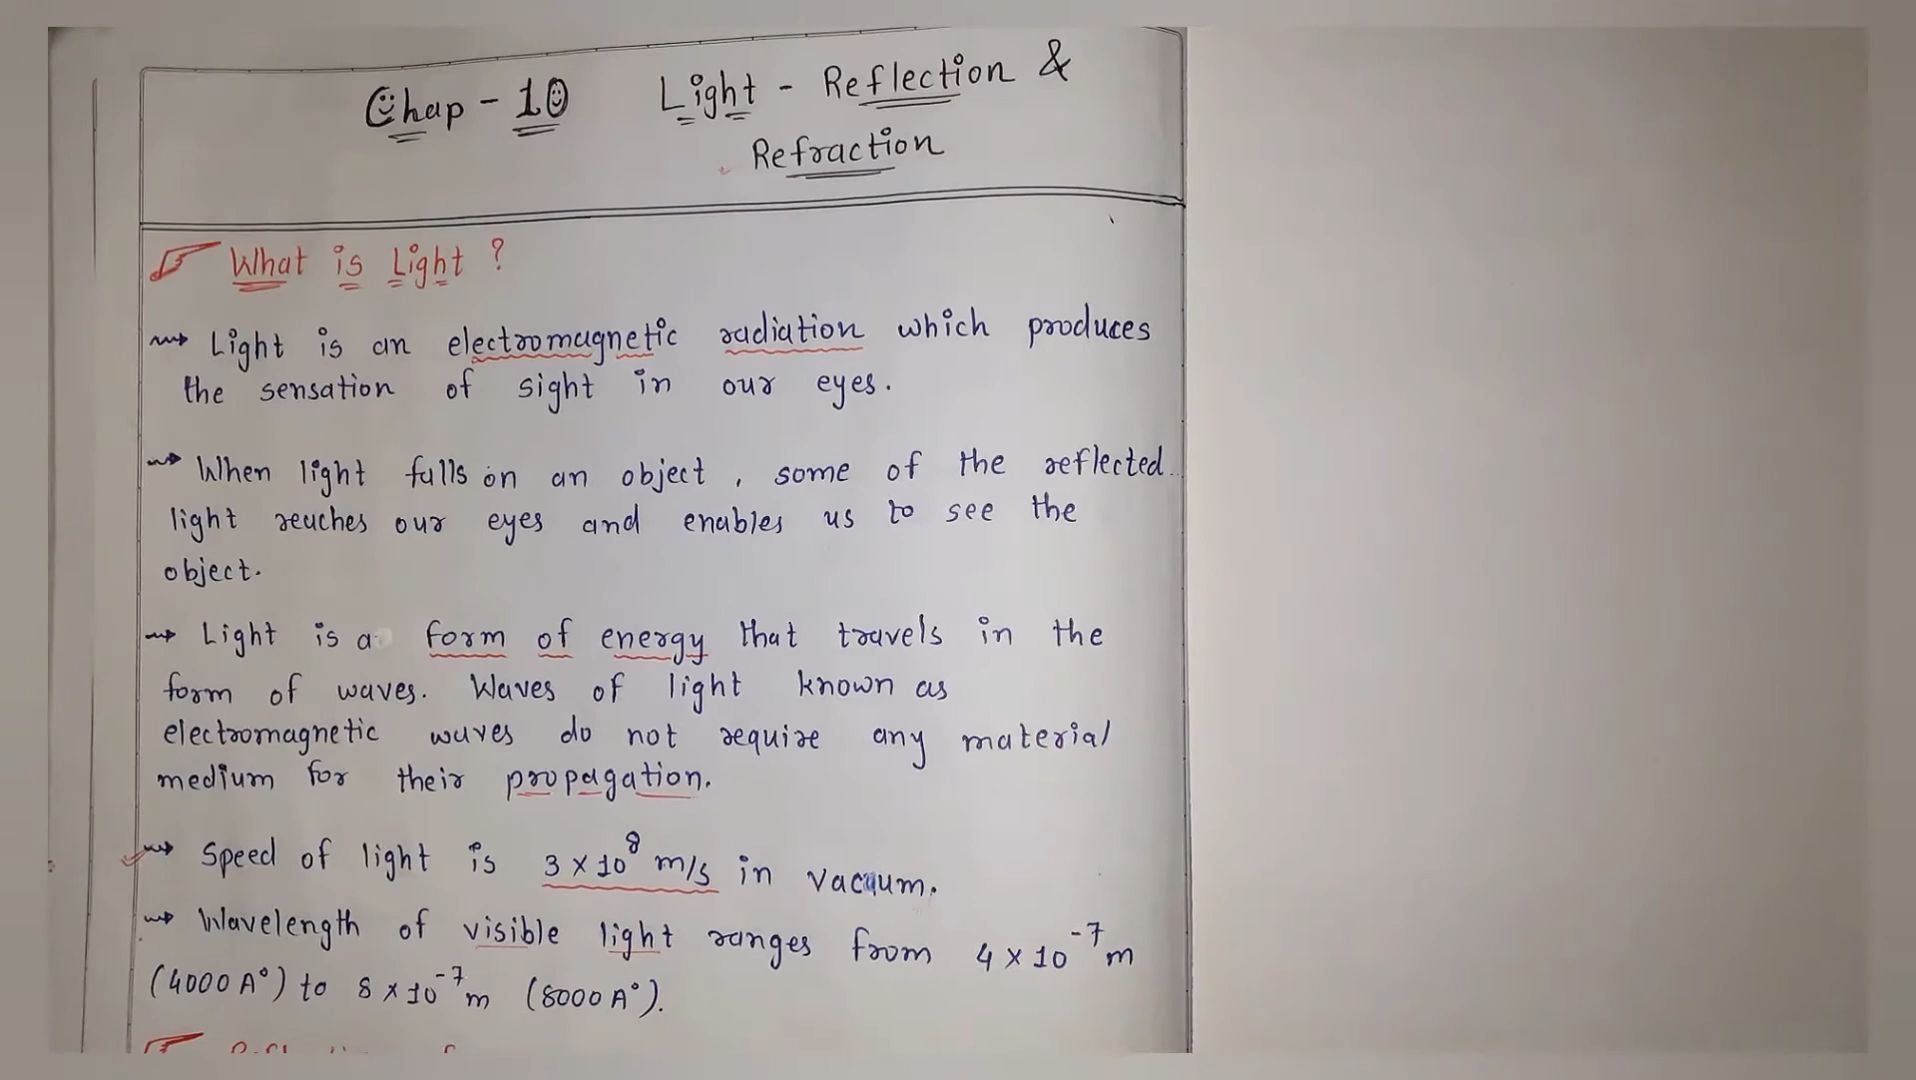 Chap - 10 Light - Reflection &
Refraction
What is Light ?
Light is an electromagnetic radiation which produces
the sensation of sight in our eyes.
When light falls on an object, some of the reflected
light reaches our eyes and enables us to see the
object.
Light is a form of energy that travels in the
form of waves. Waves of light known as
electromagnetic waves do not require any material
medium for their propagation.
Speed of light is 3 × 10⁸ m/s in vacuum.
Wavelength of visible light ranges from 4 × 10⁻⁷ m
(4000 A°) to 8 × 10⁻⁷ m (8000 A°).